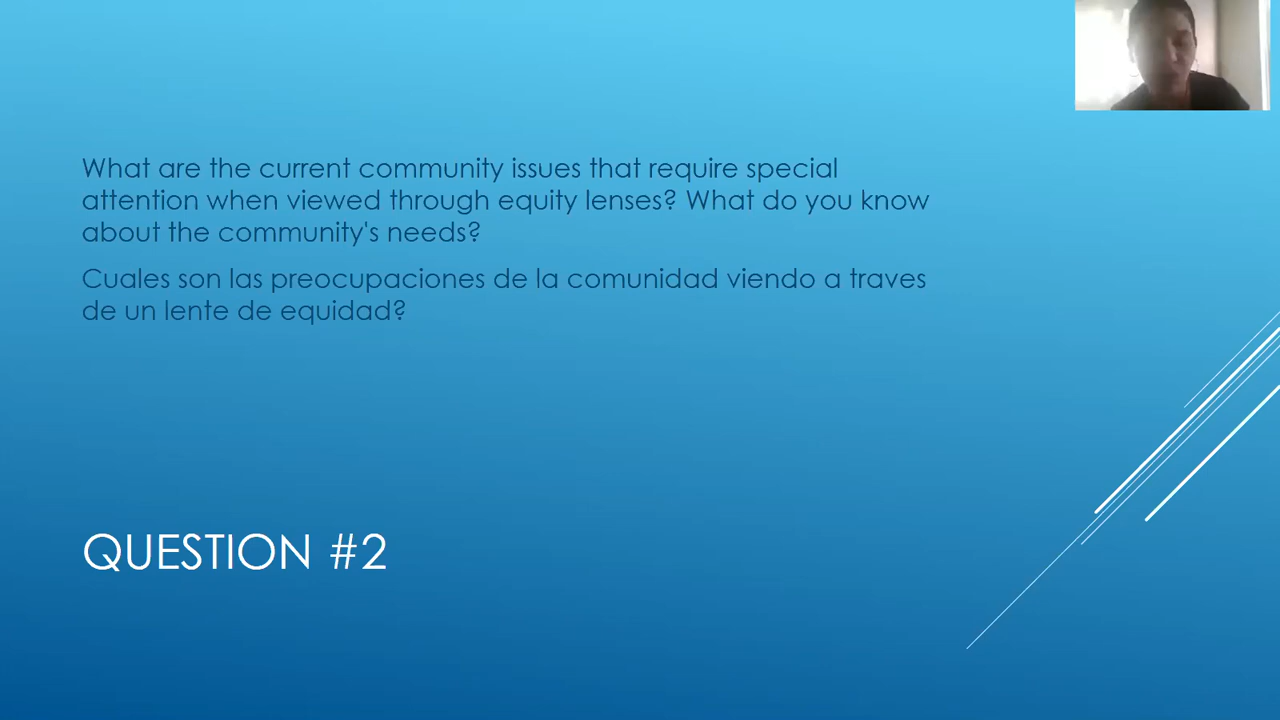 What are the current community issues that require special
attention when viewed through equity lenses? What do you know
about the community's needs?
Cuales son las preocupaciones de la comunidad viendo a traves
de un lente de equidad?
QUESTION #2